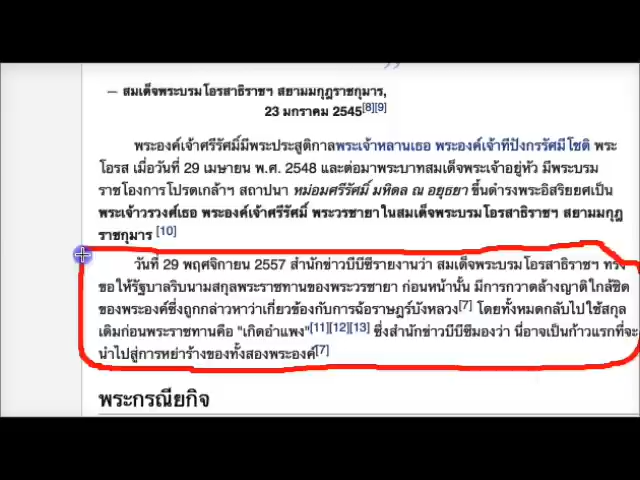 — สมเด็จพระบรมโอรสาธิราชฯ สยามมกุฎราชกุมาร,
23 มกราคม 2545[8][9]
พระองค์เจ้าศรีรัศมิ์มีพระประสูติกาลพระเจ้าหลานเธอ พระองค์เจ้าทีปังกรรัศมีโชติ พระ
โอรส เมื่อวันที่ 29 เมษายน พ.ศ. 2548 และต่อมาพระบาทสมเด็จพระเจ้าอยู่หัว มีพระบรม
ราชโองการโปรดเกล้าฯ สถาปนา หม่อมศรีรัศมิ์ มหิดล ณ อยุธยา ขึ้นดำรงพระอิสริยยศเป็น
พระเจ้าวรวงศ์เธอ พระองค์เจ้าศรีรัศมิ์ พระวรชายาในสมเด็จพระบรมโอรสาธิราชฯ สยามมกุฎ
ราชกุมาร [10]
วันที่ 29 พฤศจิกายน 2557 สำนักข่าวบีบีซีรายงานว่า สมเด็จพระบรมโอรสาธิราชฯ ทรง
ขอให้รัฐบาลริบนามสกุลพระราชทานของพระวรชายา ก่อนหน้านั้น มีการกวาดล้างญาติใกล้ชิด
ของพระองค์ซึ่งถูกกล่าวหาว่าเกี่ยวข้องกับการฉ้อราษฎร์บังหลวง[7] โดยทั้งหมดกลับไปใช้สกุล
เดิมก่อนพระราชทานคือ "เกิดอำแพง"[11][12][13] ซึ่งสำนักข่าวบีบีซีมองว่า นี่อาจเป็นก้าวแรกที่จะ
นำไปสู่การหย่าร้างของทั้งสองพระองค์[7]
พระกรณียกิจ